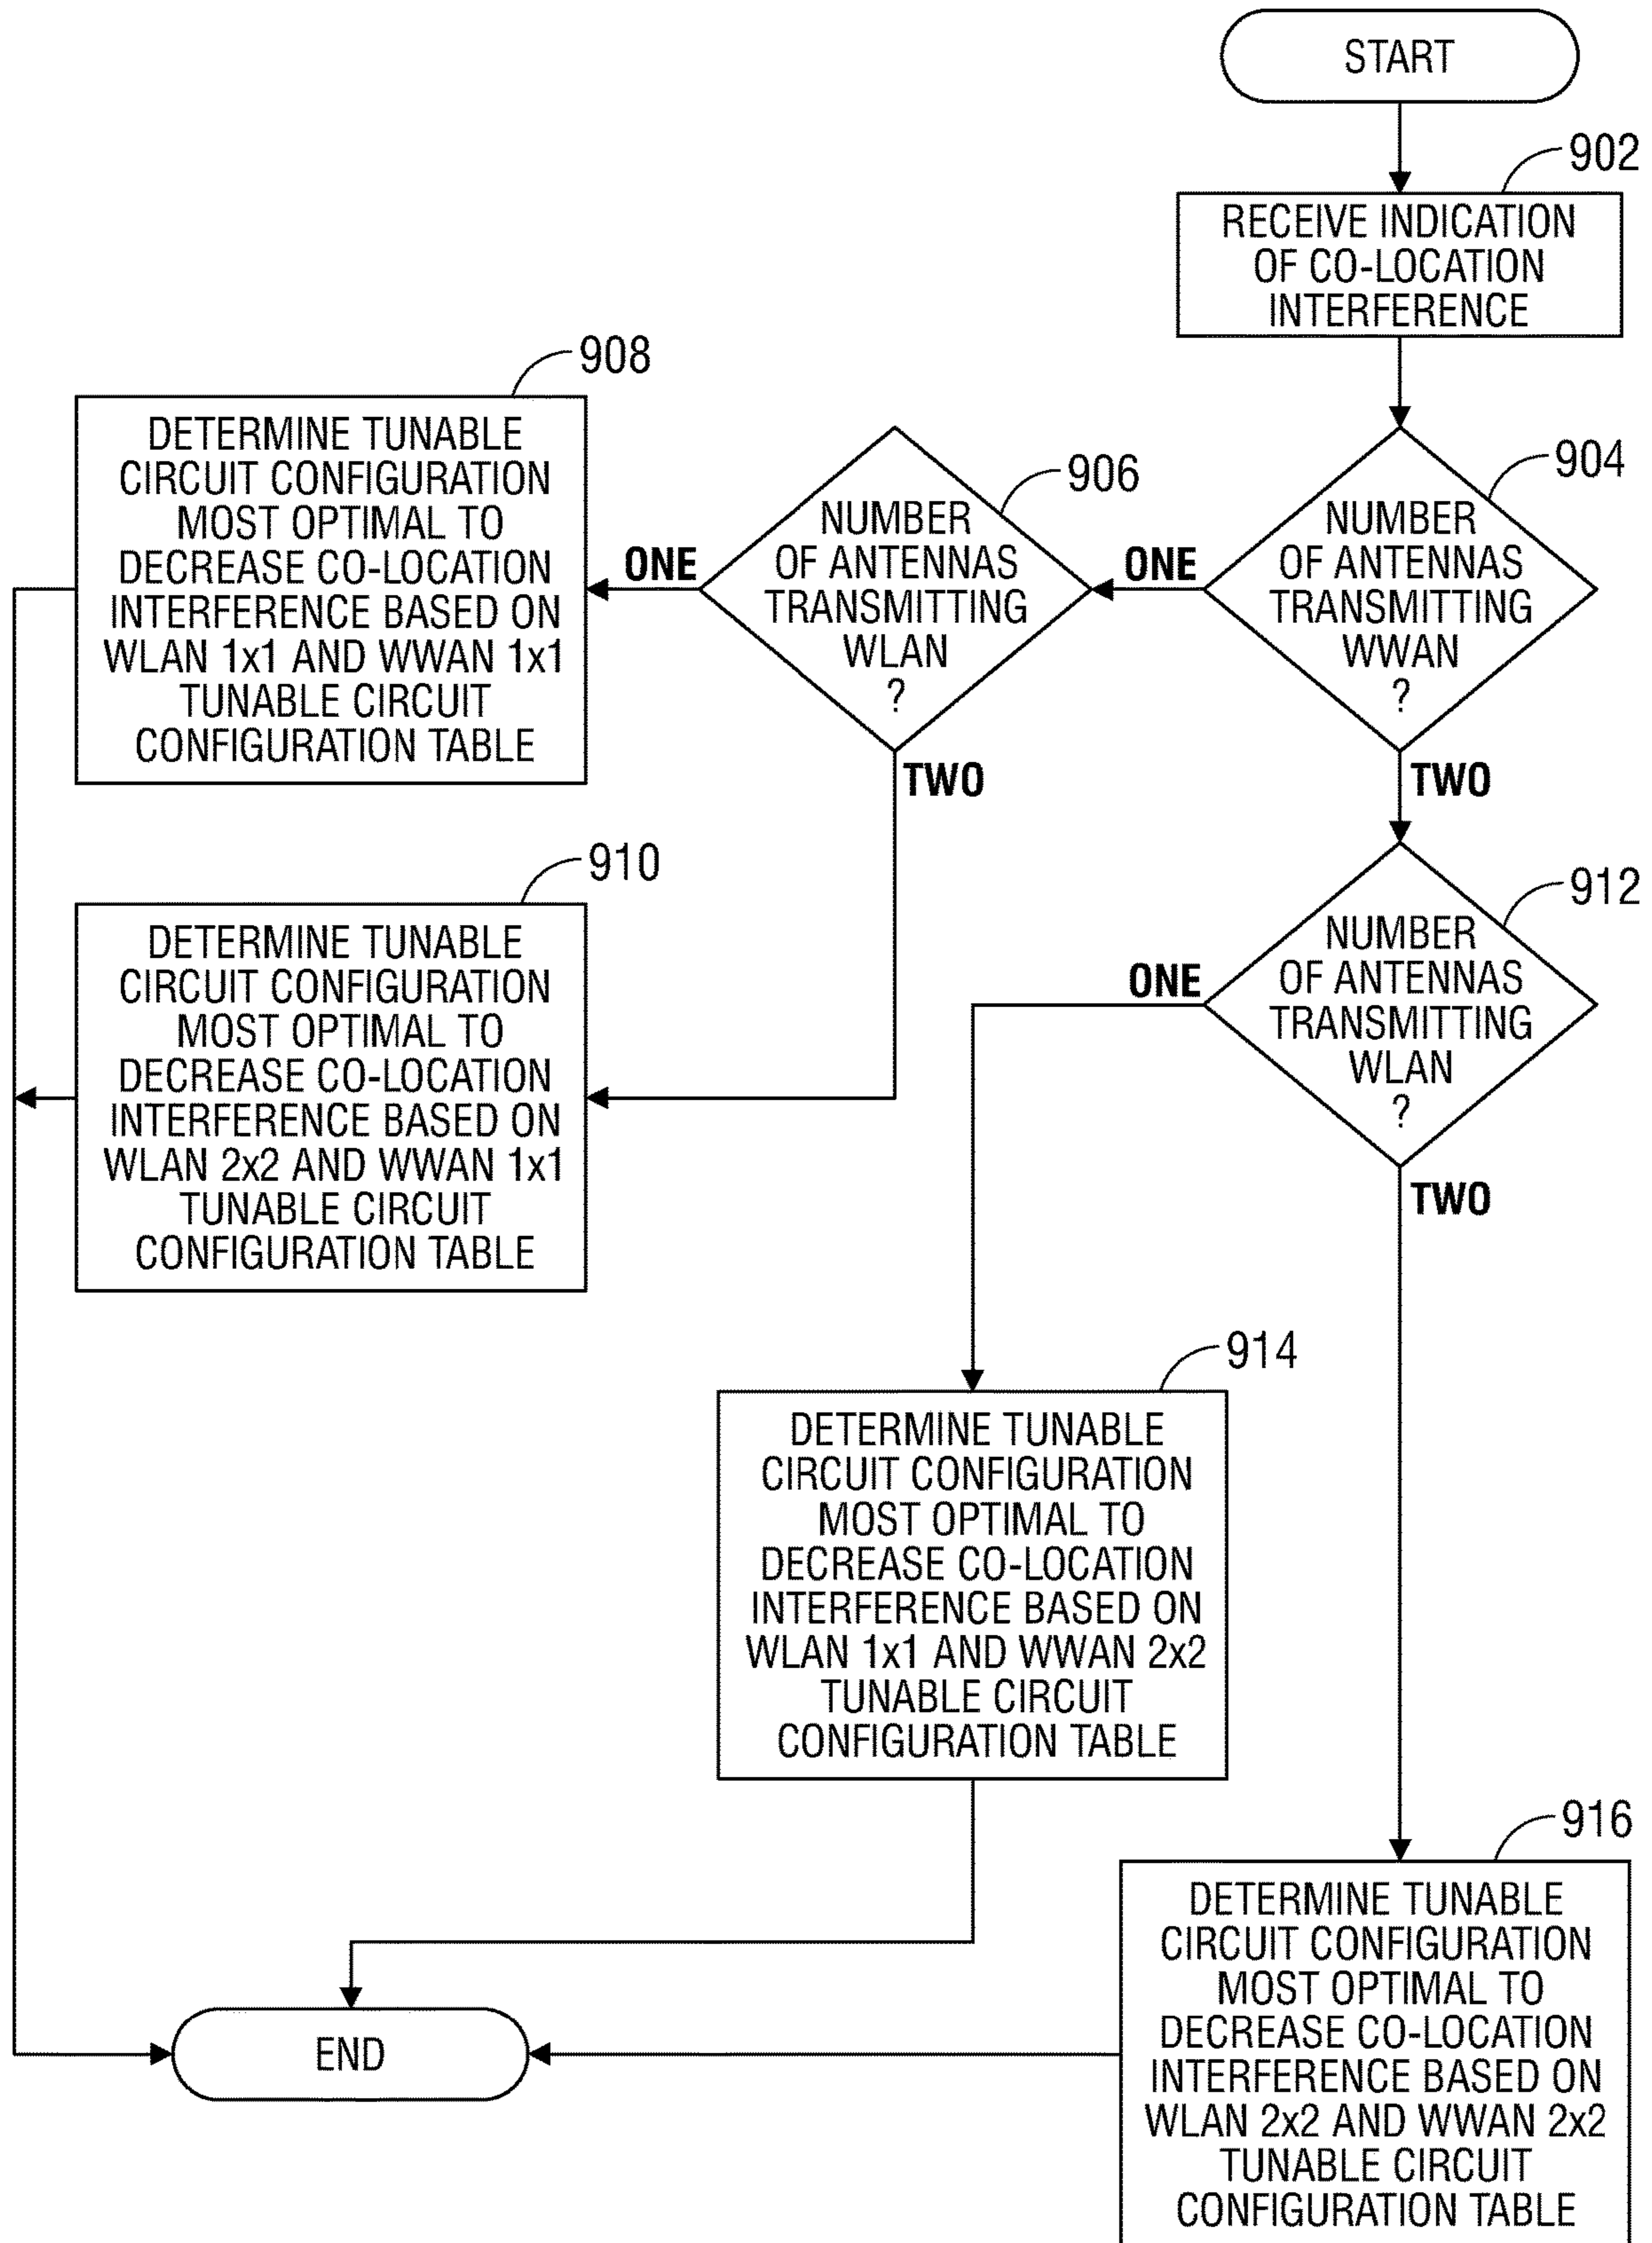 START
902
RECEIVE INDICATION
OF CO-LOCATION
INTERFERENCE
904
NUMBER
OF ANTENNAS
TRANSMITTING
WWAN
?
ONE
TWO
906
NUMBER
OF ANTENNAS
TRANSMITTING
WLAN
?
ONE
TWO
908
DETERMINE TUNABLE
CIRCUIT CONFIGURATION
MOST OPTIMAL TO
DECREASE CO-LOCATION
INTERFERENCE BASED ON
WLAN 1x1 AND WWAN 1x1
TUNABLE CIRCUIT
CONFIGURATION TABLE
910
DETERMINE TUNABLE
CIRCUIT CONFIGURATION
MOST OPTIMAL TO
DECREASE CO-LOCATION
INTERFERENCE BASED ON
WLAN 2x2 AND WWAN 1x1
TUNABLE CIRCUIT
CONFIGURATION TABLE
912
NUMBER
OF ANTENNAS
TRANSMITTING
WLAN
?
ONE
TWO
914
DETERMINE TUNABLE
CIRCUIT CONFIGURATION
MOST OPTIMAL TO
DECREASE CO-LOCATION
INTERFERENCE BASED ON
WLAN 1x1 AND WWAN 2x2
TUNABLE CIRCUIT
CONFIGURATION TABLE
916
DETERMINE TUNABLE
CIRCUIT CONFIGURATION
MOST OPTIMAL TO
DECREASE CO-LOCATION
INTERFERENCE BASED ON
WLAN 2x2 AND WWAN 2x2
TUNABLE CIRCUIT
CONFIGURATION TABLE
END